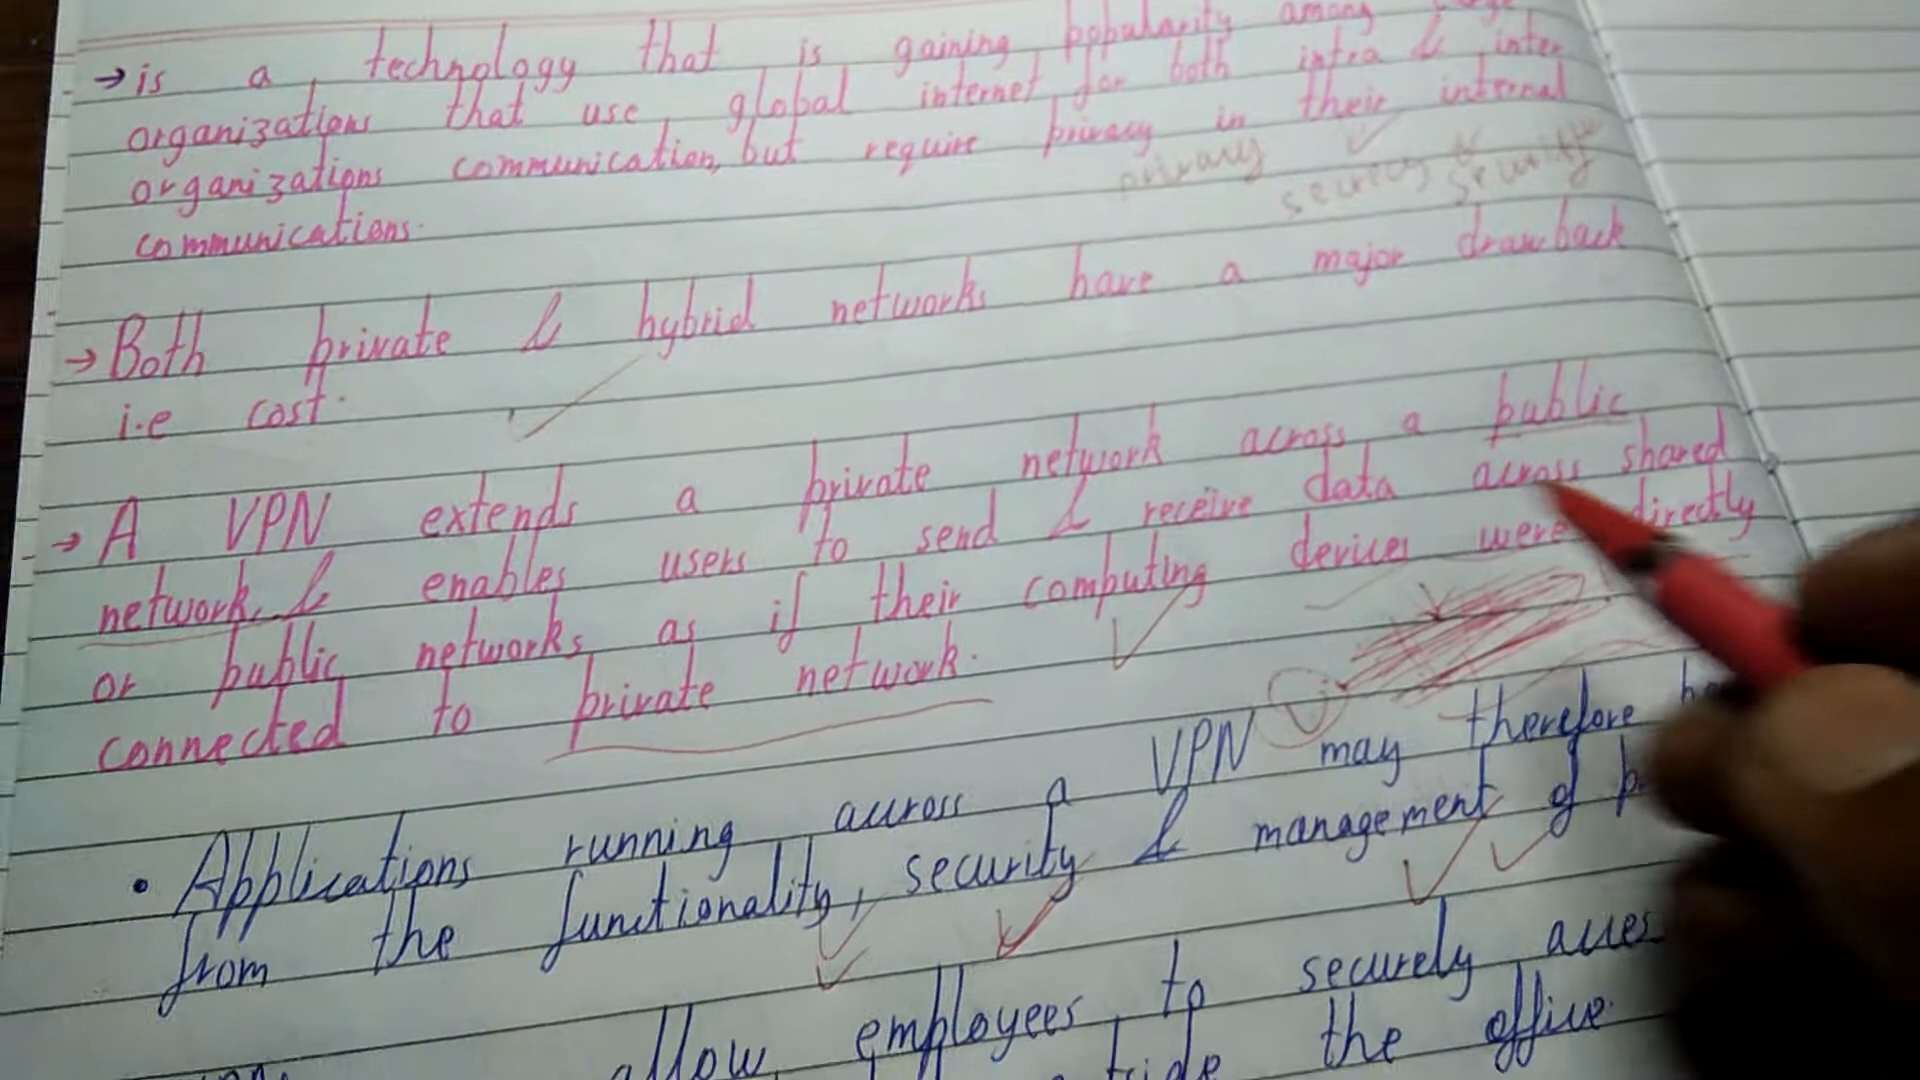 → is a technology that is gaining popularity among
organizations that use global internet for both intra & inter
organizations communication, but require privacy in their internal
communications.
privacy
secrecy &
security
→ Both private & hybrid networks have a major drawback
i.e cost.
→ A VPN extends a private network across a public
network & enables users to send & receive data across shared
or public networks as if their computing devices were directly
connected to private network.
• Applications running across a VPN may therefore
from the functionality, security & management of
allow employees to securely
the office.